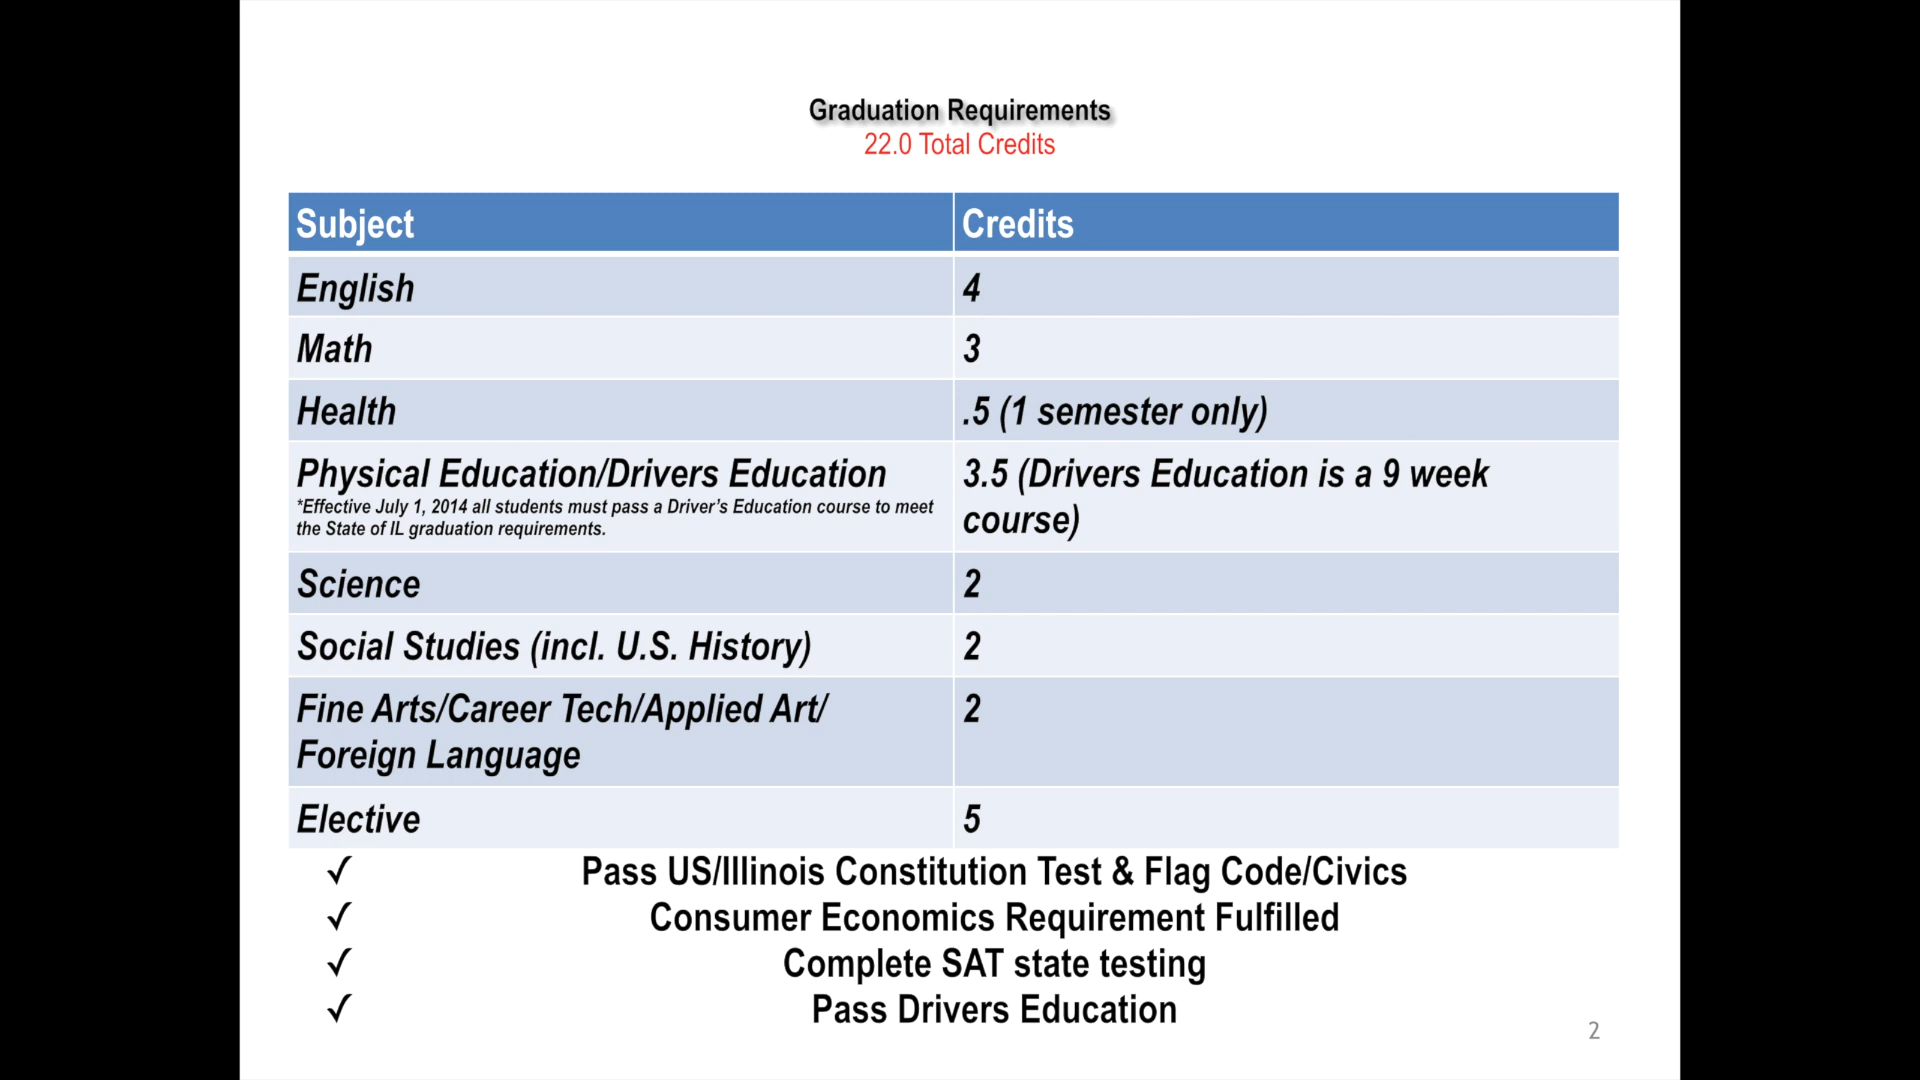 Graduation Requirements
22.0 Total Credits
Subject Credits
English 4
Math 3
Health .5 (1 semester only)
Physical Education/Drivers Education 3.5 (Drivers Education is a 9 week
course)
*Effective July 1, 2014 all students must pass a Driver's Education course to meet
the State of IL graduation requirements.
Science 2
Social Studies (incl. U.S. History) 2
Fine Arts/Career Tech/Applied Art/ 2
Foreign Language
Elective 5
✓ Pass US/Illinois Constitution Test & Flag Code/Civics
✓ Consumer Economics Requirement Fulfilled
✓ Complete SAT state testing
✓ Pass Drivers Education
2